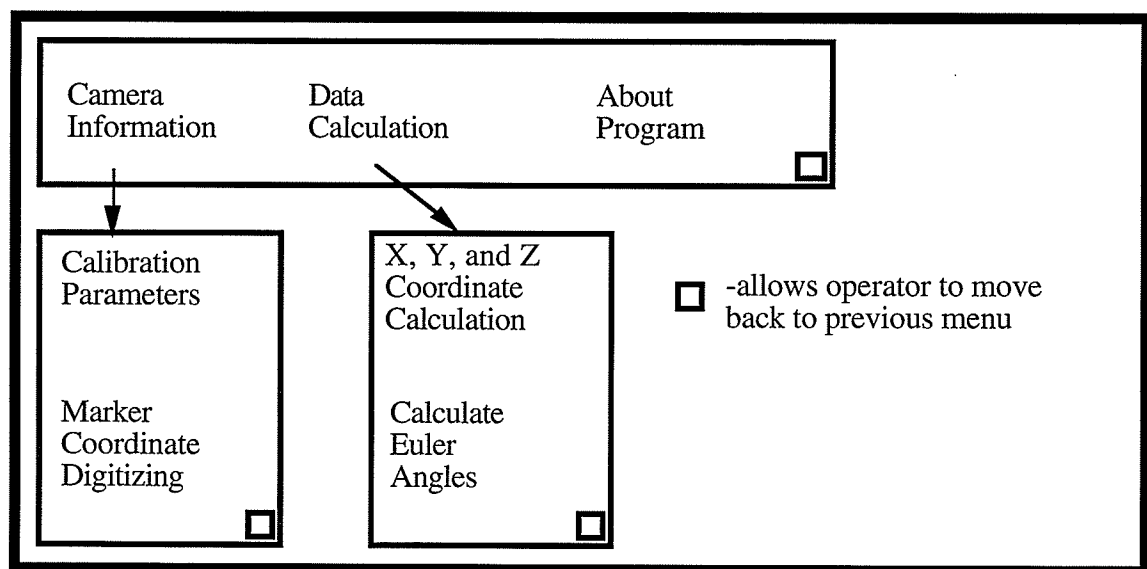 Camera
Information
Data
Calculation
About
Program
Calibration
Parameters
Marker
Coordinate
Digitizing
X, Y, and Z
Coordinate
Calculation
Calculate
Euler
Angles
-allows operator to move
back to previous menu